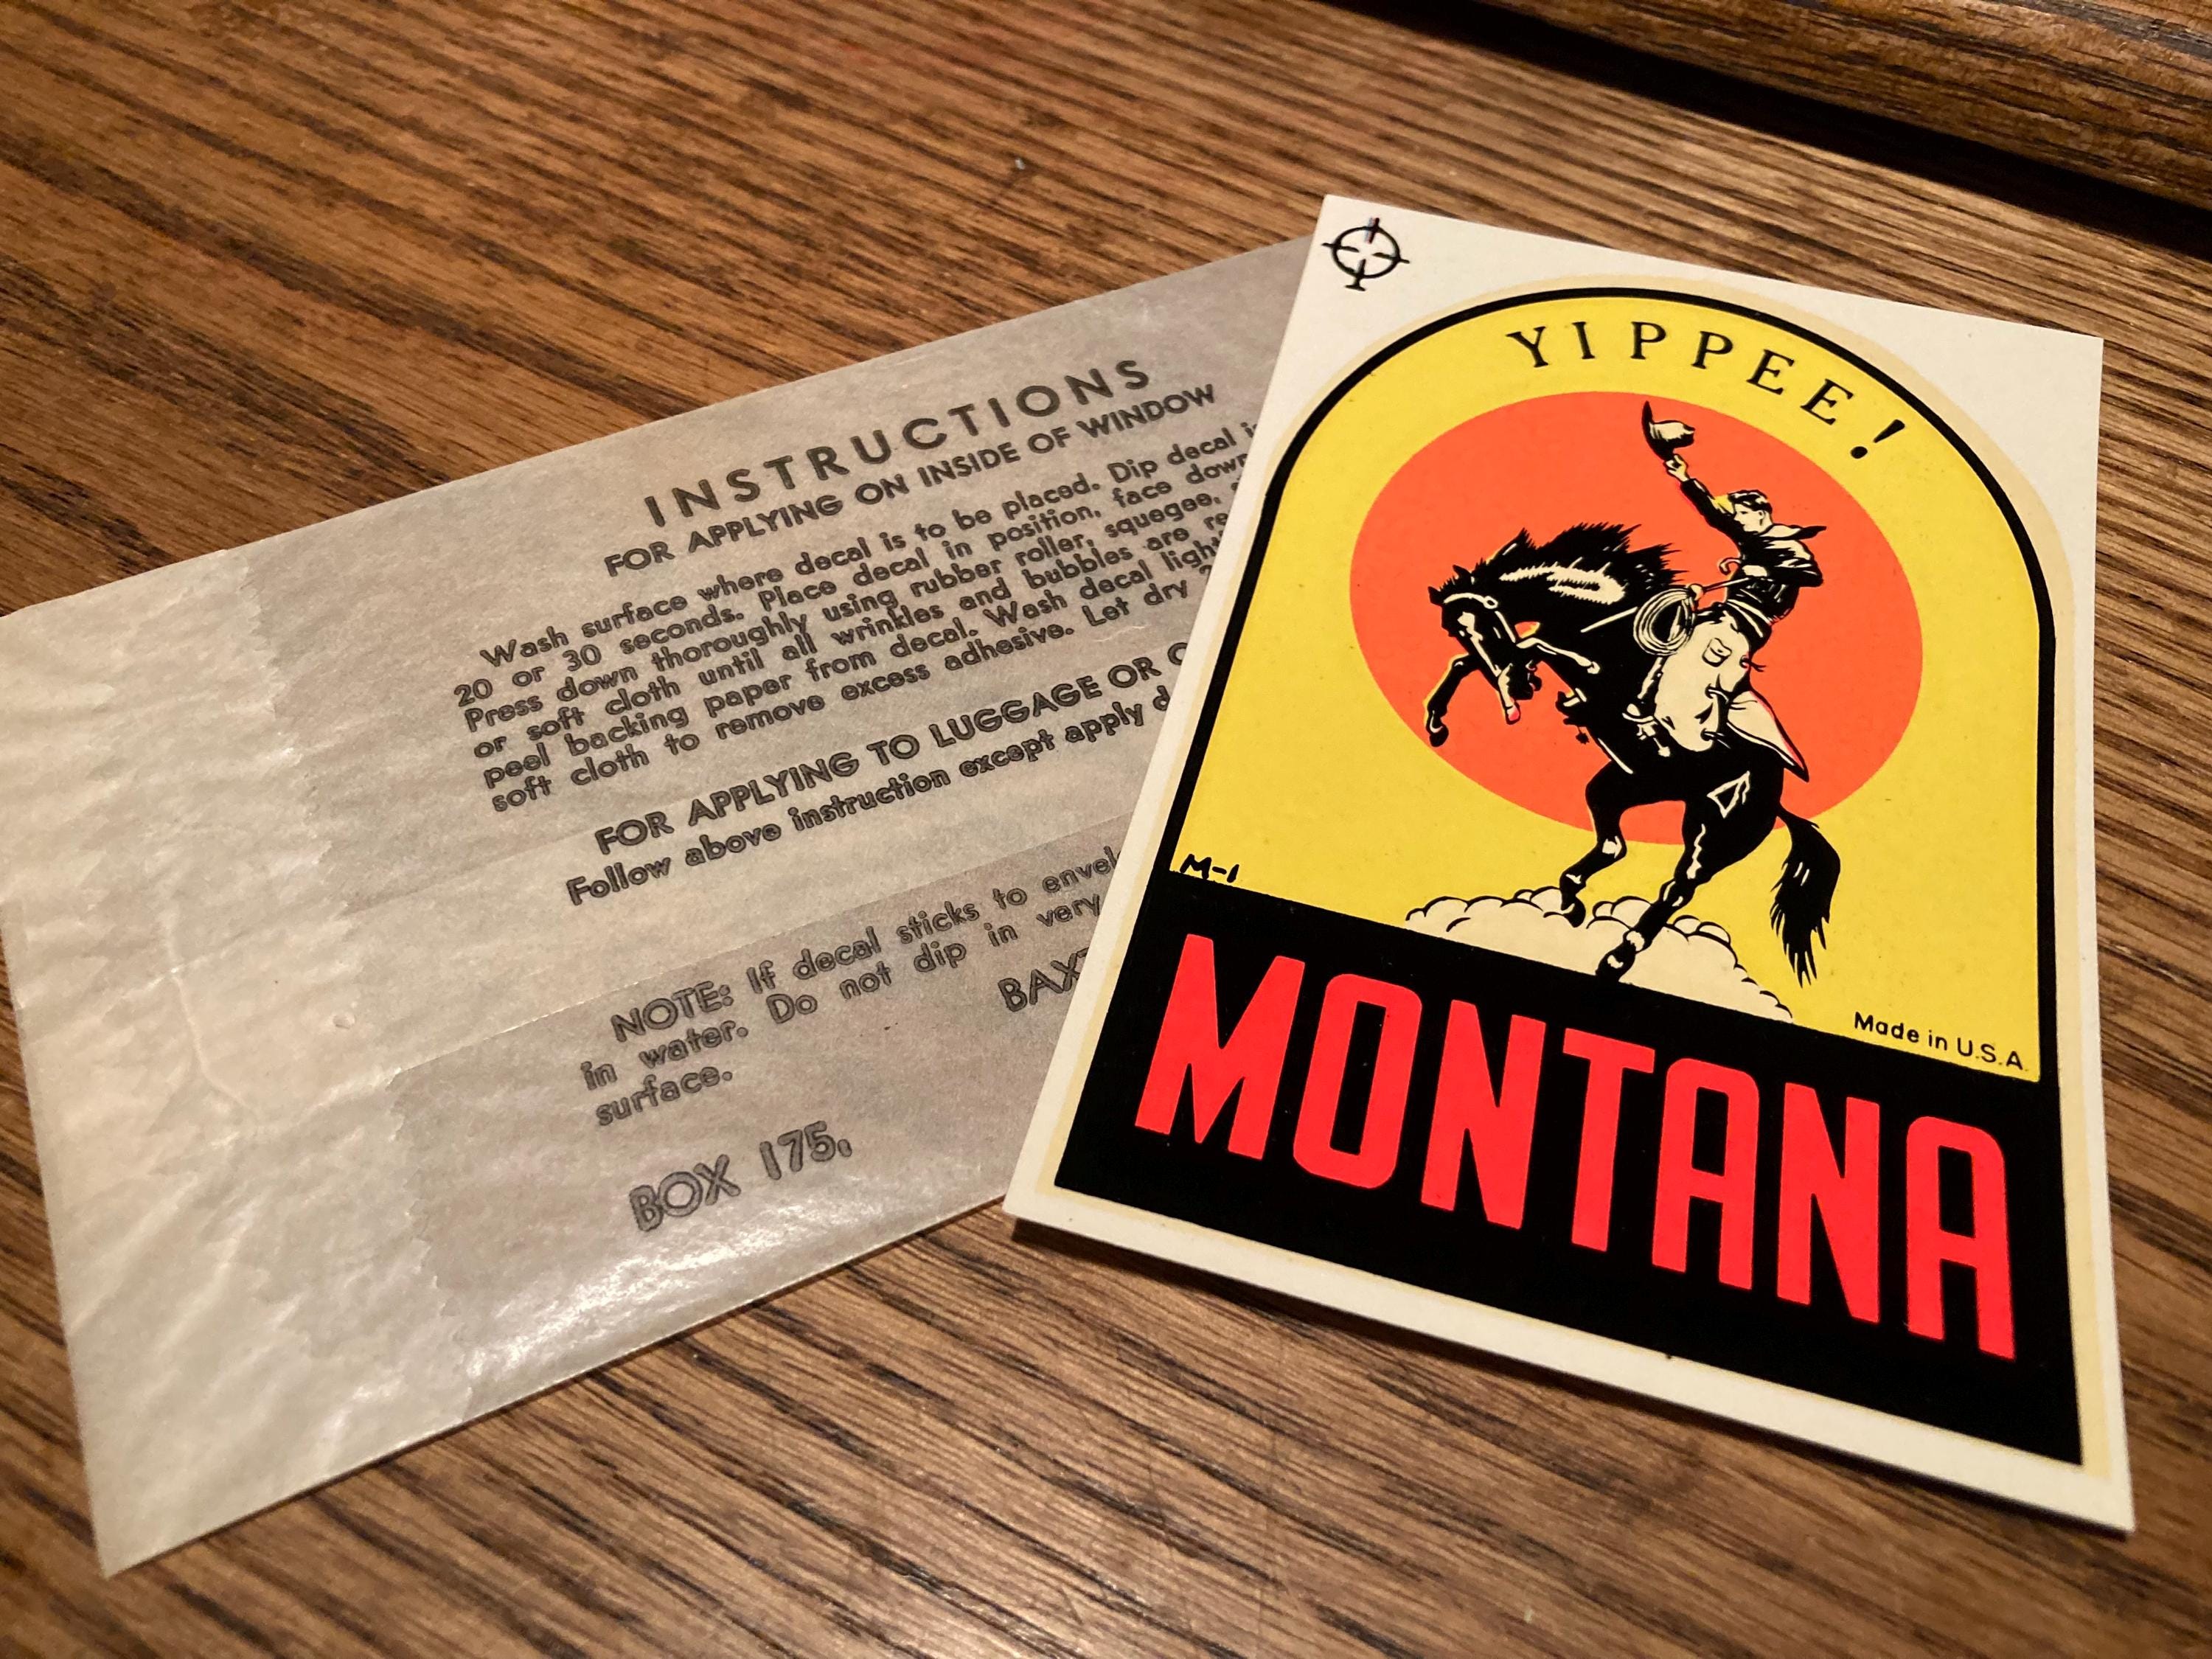 INSTRUCTIONS
FOR APPLYING ON INSIDE OF WINDOW
Wash surface where decal is to be placed. Dip decal
20 or 30 seconds. Place decal in position, face down
Press down thoroughly using rubber roller, squegee,
or soft cloth until all wrinkles and bubbles are
peel backing paper from decal. Wash decal
soft cloth to remove excess adhesive. Let dry
FOR APPLYING TO LUGGAGE OR
Follow above instruction except apply
NOTE: If decal sticks to
in water. Do not dip in very
surface.
BOX 175.
YIPPEE!
M-1
Made in U.S.A.
MONTANA